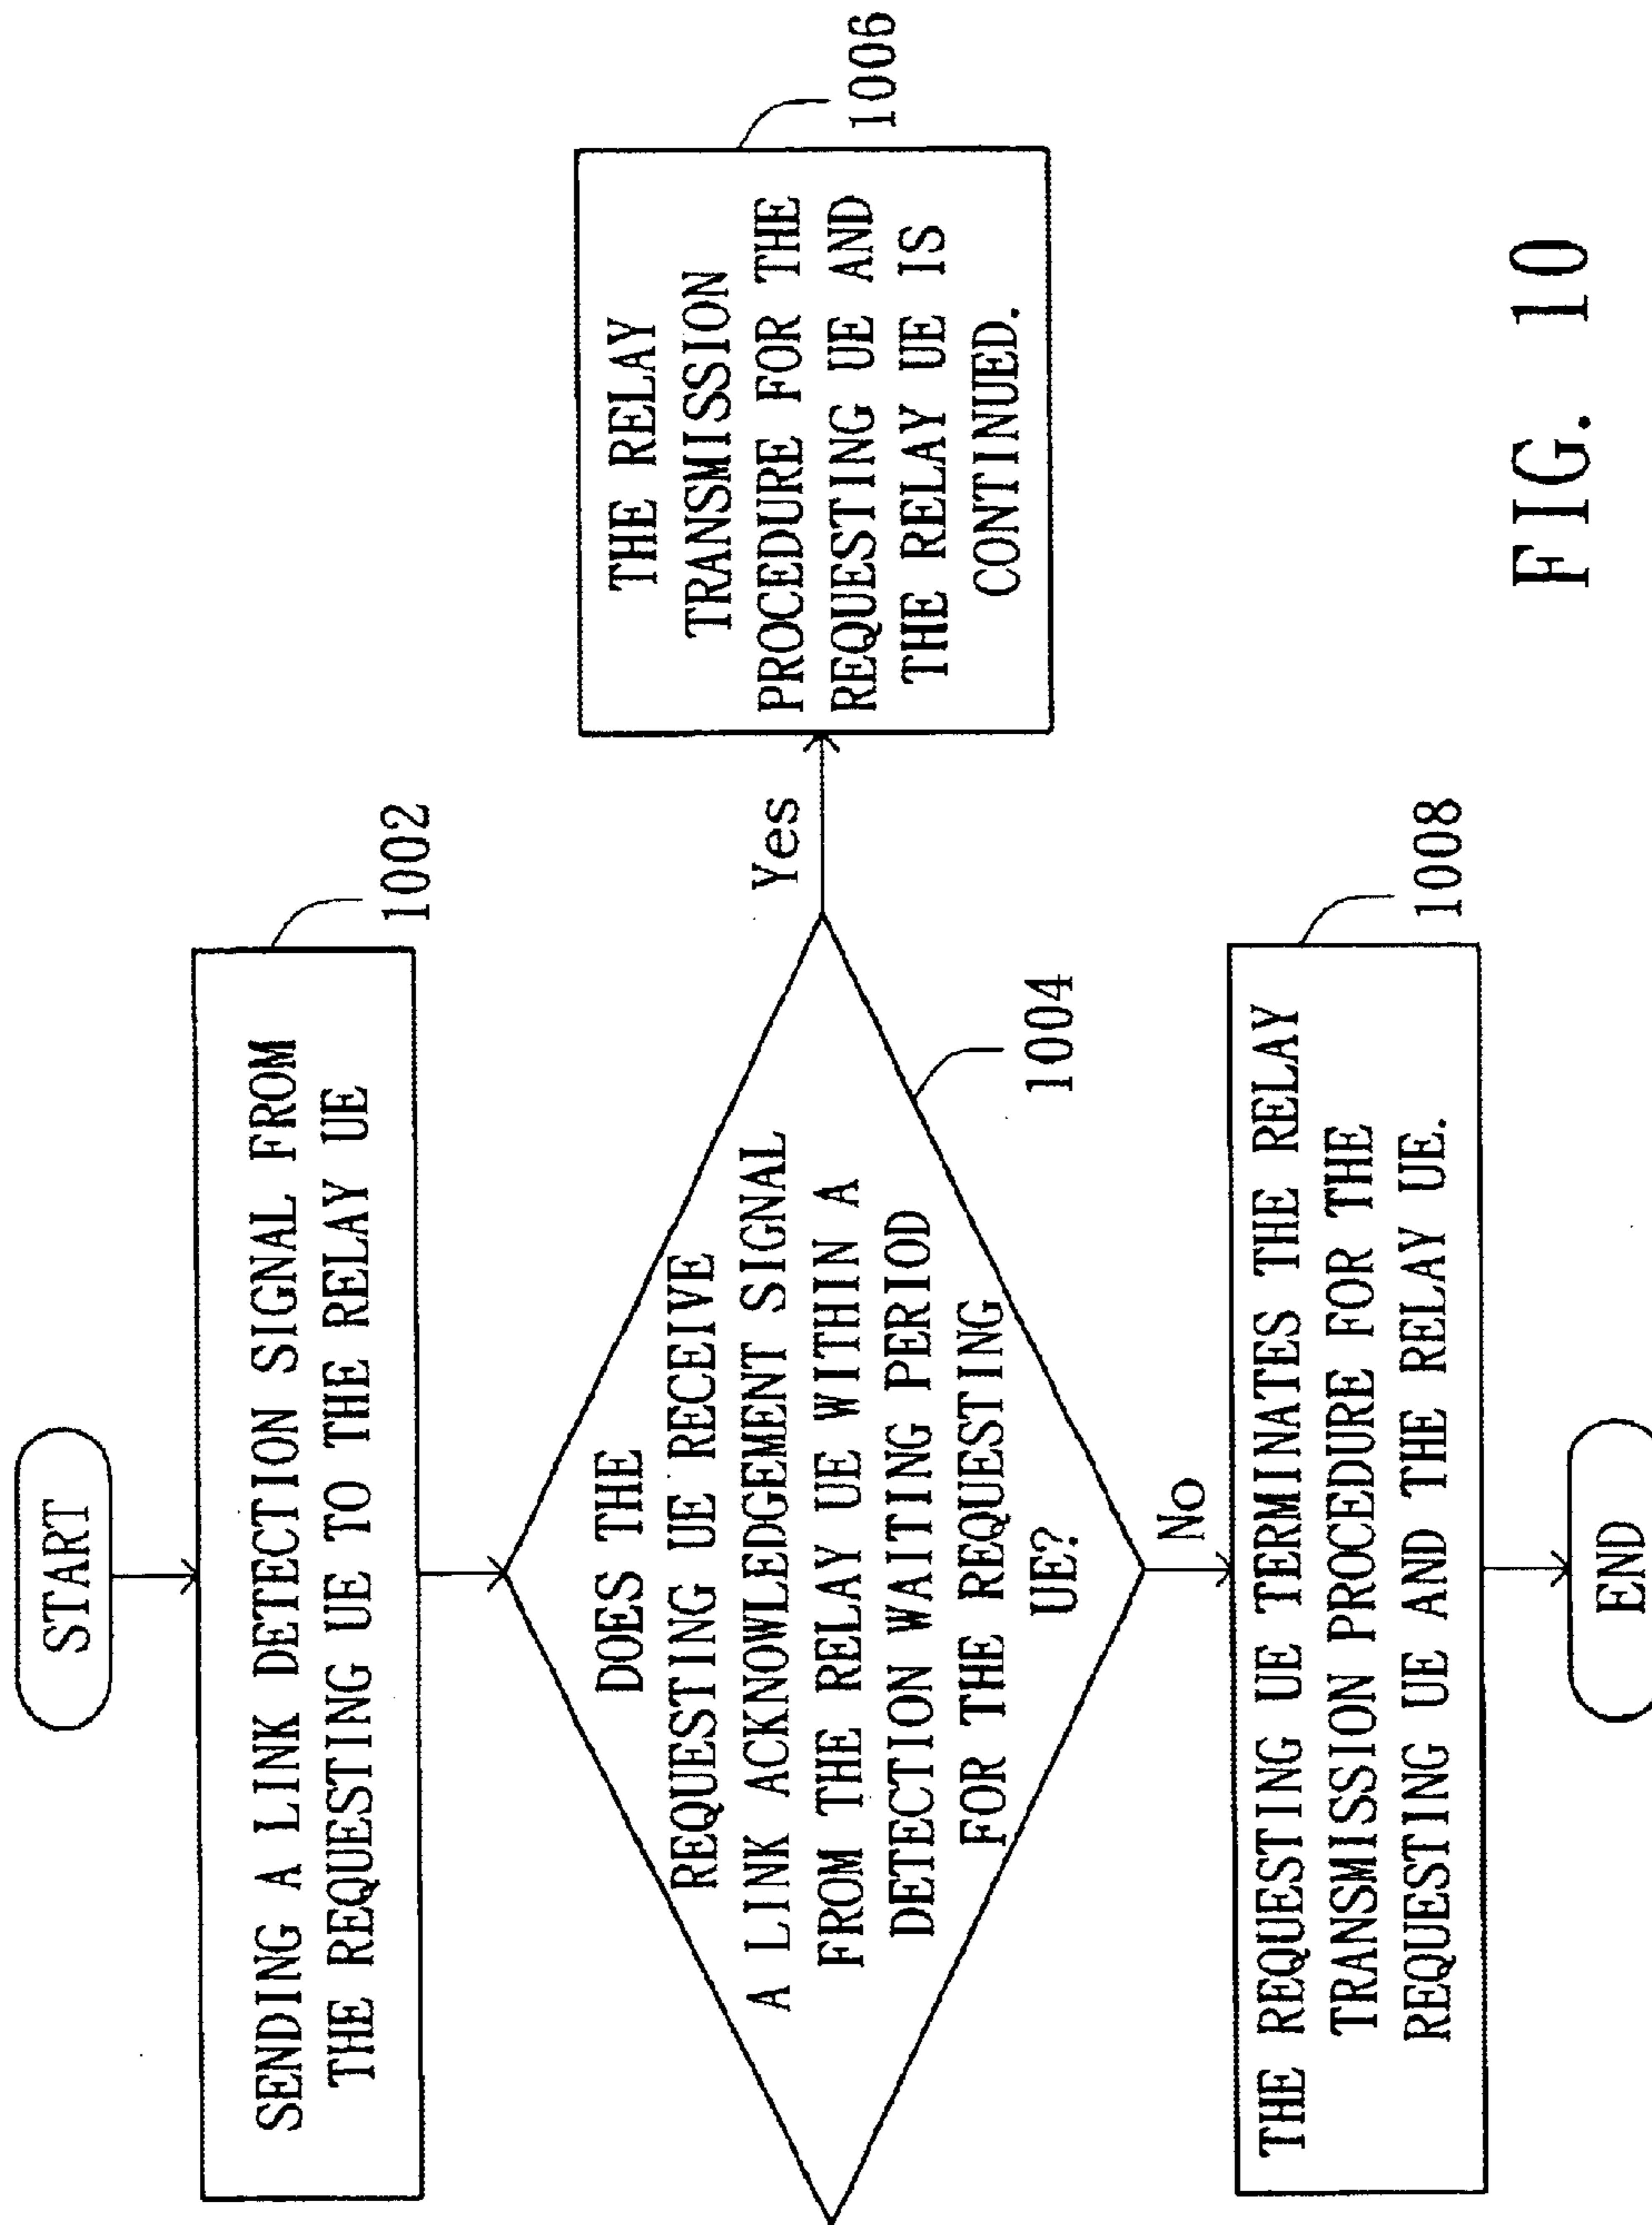 START
SENDING A LINK DETECTION SIGNAL FROM
THE REQUESTING UE TO THE RELAY UE
1002
DOES THE
REQUESTING UE RECEIVE
A LINK ACKNOWLEDGEMENT SIGNAL
FROM THE RELAY UE WITHIN A
DETECTION WAITING PERIOD
FOR THE REQUESTING
UE?
1004
Yes
THE RELAY
TRANSMISSION
PROCEDURE FOR THE
REQUESTING UE AND
THE RELAY UE IS
CONTINUED.
1006
No
THE REQUESTING UE TERMINATES THE RELAY
TRANSMISSION PROCEDURE FOR THE
REQUESTING UE AND THE RELAY UE.
1008
END
FIG. 10